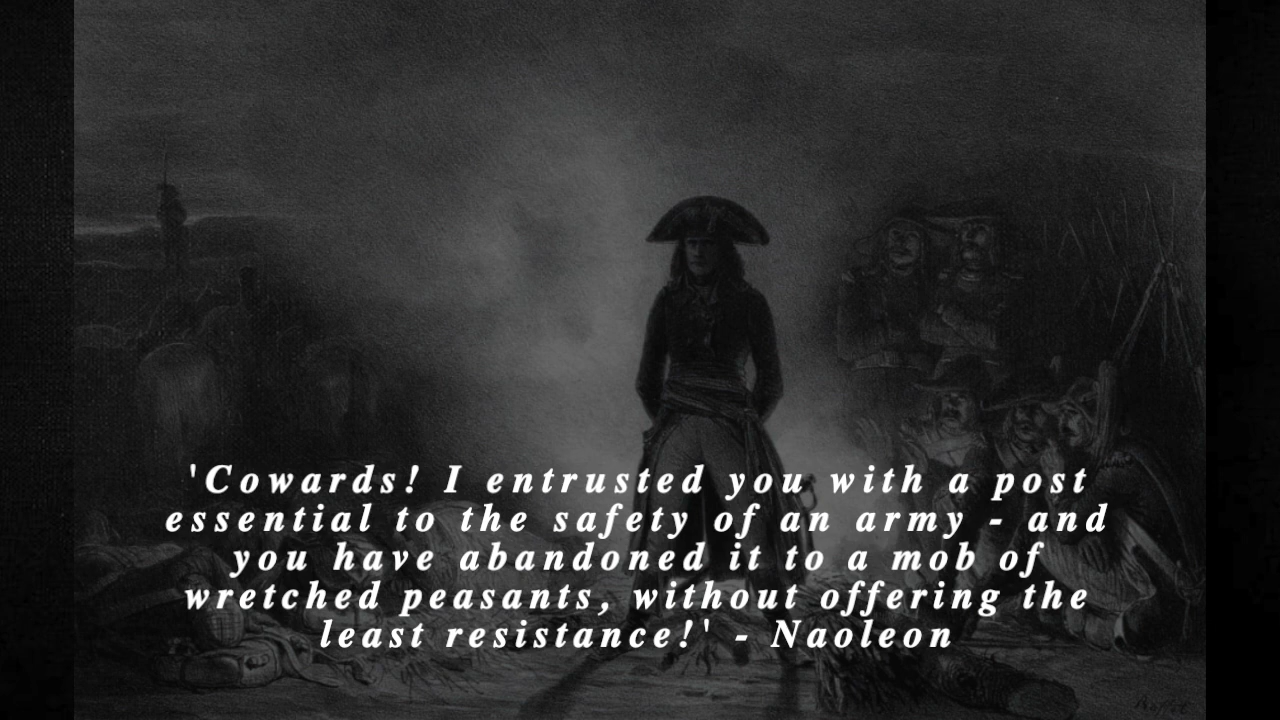 'Cowards! I entrusted you with a post
essential to the safety of an army - and
you have abandoned it to a mob of
wretched peasants, without offering the
least resistance!' - Naoleon